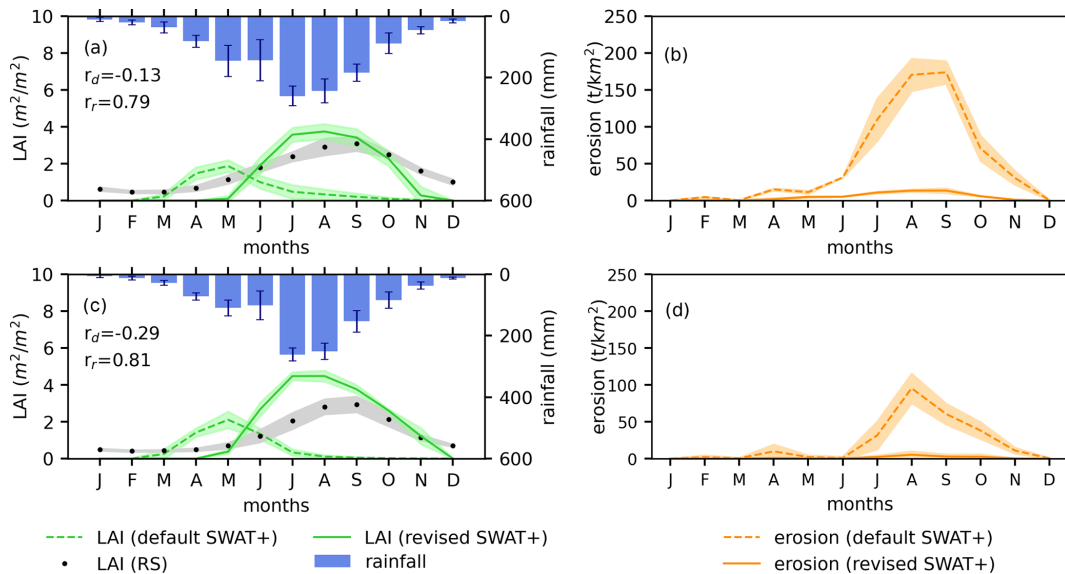 10
8
6
4
2
0
LAI (m²/m²)
(a)
r_d=-0.13
r_r=0.79
0
200
400
600
rainfall (mm)
J F M A M J J A S O N D
months
250
200
150
100
50
0
erosion (t/km²)
(b)
J F M A M J J A S O N D
months
10
8
6
4
2
0
LAI (m²/m²)
(c)
r_d=-0.29
r_r=0.81
0
200
400
600
rainfall (mm)
J F M A M J J A S O N D
months
250
200
150
100
50
0
erosion (t/km²)
(d)
J F M A M J J A S O N D
months
LAI (default SWAT+)
LAI (RS)
LAI (revised SWAT+)
rainfall
erosion (default SWAT+)
erosion (revised SWAT+)